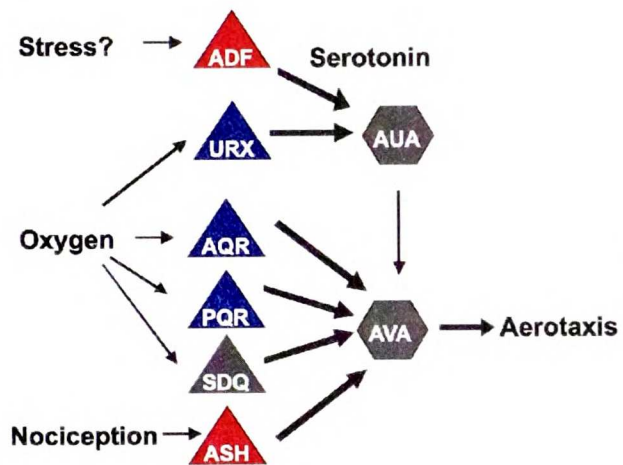 Stress?
ADF
Serotonin
URX
AUA
Oxygen
AQR
PQR
AVA
Aerotaxis
SDQ
Nociception
ASH